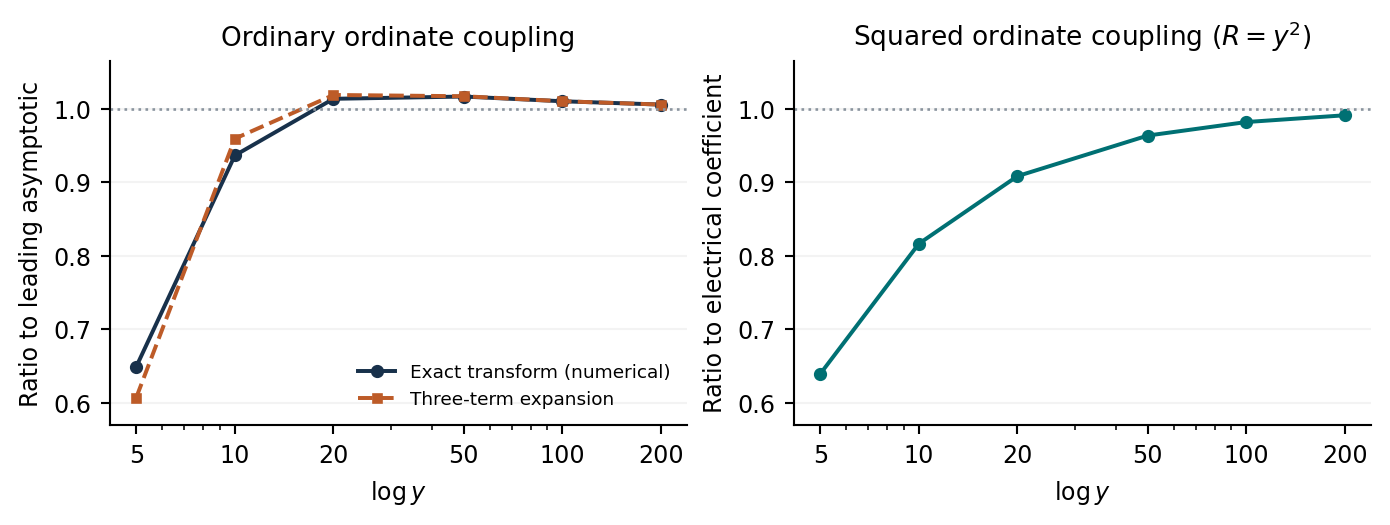 Ordinary ordinate coupling
Ratio to leading asymptotic
1.0
0.9
0.8
0.7
0.6
Exact transform (numerical)
Three-term expansion
5 10 20 50 100 200
log y
Squared ordinate coupling (R = y²)
Ratio to electrical coefficient
1.0
0.9
0.8
0.7
0.6
5 10 20 50 100 200
log y